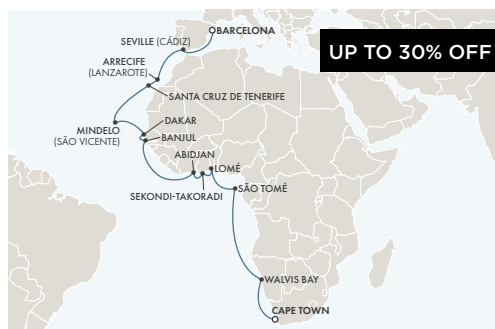 BARCELONA
UP TO 30% OFF
SEVILLE (CÁDIZ)
ARRECIFE
(LANZAROTE)
SANTA CRUZ DE TENERIFE
MINDELO
(SÃO VICENTE)
DAKAR
BANJUL
ABIDJAN
LOMÉ
SEKONDI-TAKORADI
SÃO TOMÉ
WALVIS BAY
CAPE TOWN